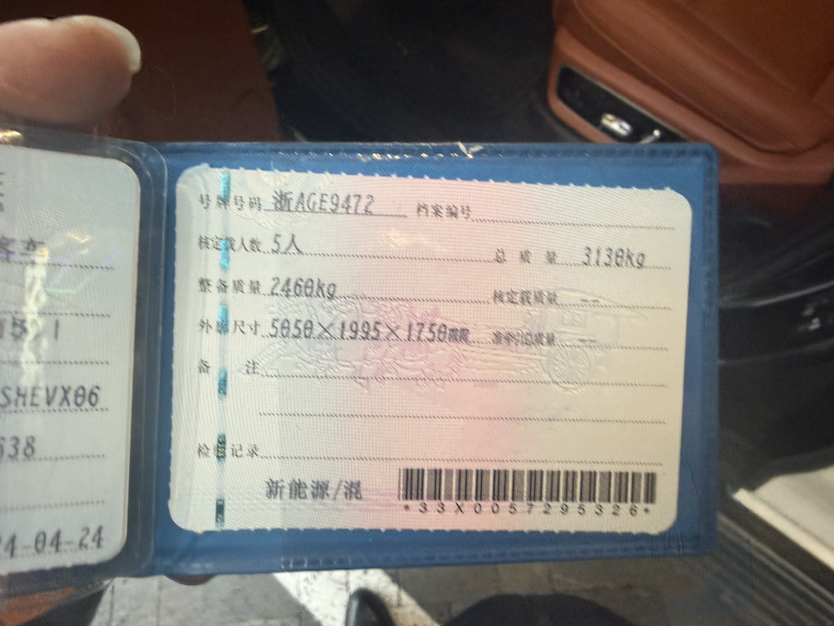 客车
SHEVX06
638
4-04-24
号牌号码 浙AGE9472 档案编号
核定载人数 5人 总质量 3130kg
整备质量 2460kg 核定载质量 --
外廓尺寸 5050×1995×1750mm 准牵引总质量 --
备注
检验记录
新能源/混
*33X0057295326*